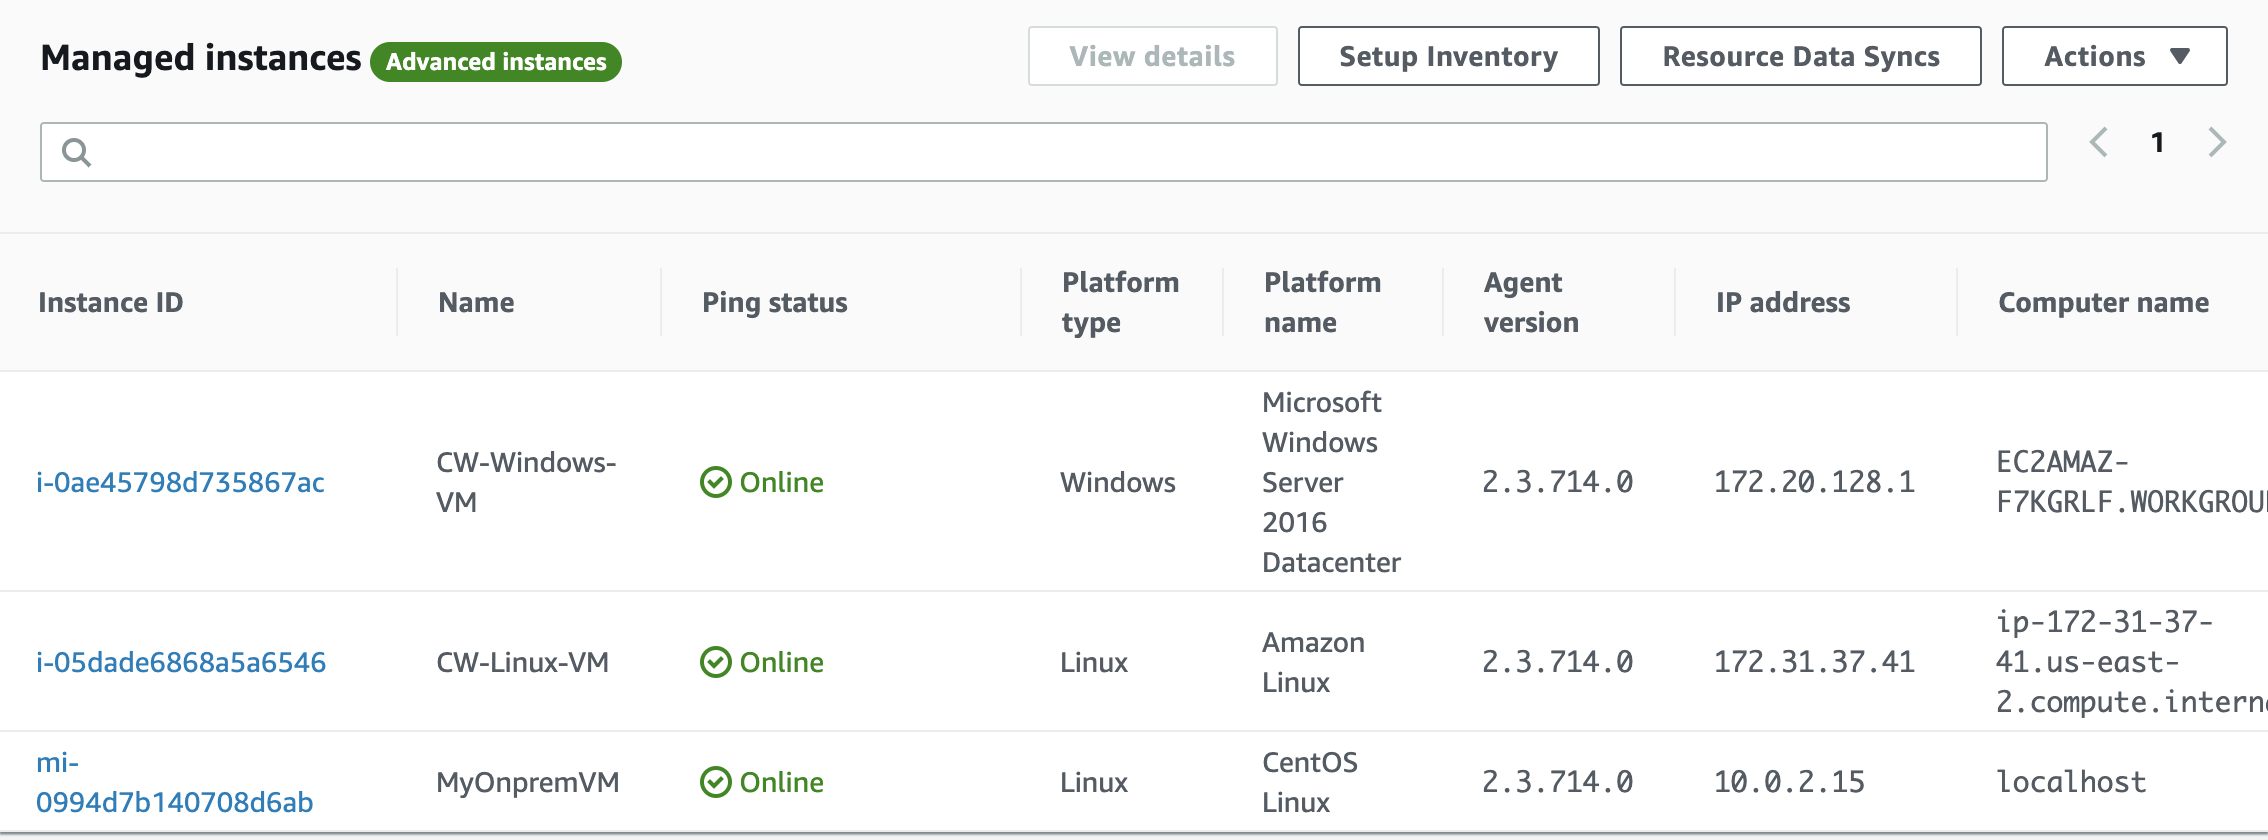 Managed instances Advanced instances View details Setup Inventory Resource Data Syncs Actions
1
Instance ID Name Ping status Platform type Platform name Agent version IP address Computer name
i-0ae45798d735867ac
CW-Windows-
VM
Online
Windows
Microsoft
Windows
Server
2016
Datacenter
2.3.714.0
172.20.128.1
EC2AMAZ-
F7KGRLF.WORKGROU
i-05dade6868a5a6546
CW-Linux-VM
Online
Linux
Amazon
Linux
2.3.714.0
172.31.37.41
ip-172-31-37-
41.us-east-
2.compute.intern
mi-
0994d7b140708d6ab
MyOnpremVM
Online
Linux
CentOS
Linux
2.3.714.0
10.0.2.15
localhost